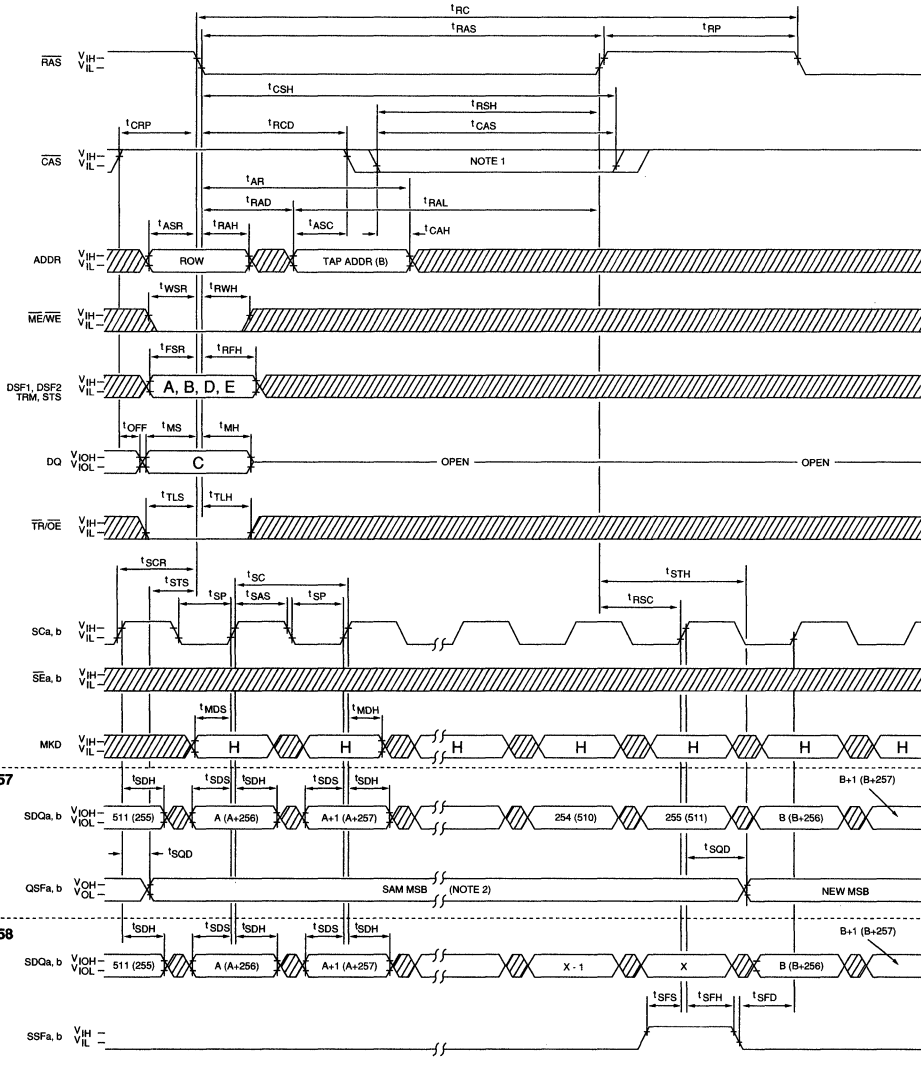 tRC
tRAS
tRP
RAS VIH VIL
tCSH
tRSH
tCRP tRCD tCAS
CAS VIH VIL NOTE 1
tAR
tRAD tRAL
tASR tRAH tASC tCAH
ADDR VIH VIL ROW TAP ADDR (B)
tWSR tRWH
ME/WE VIH VIL
tFSR tRFH
DSF1, DSF2 TRM, STS VIH VIL A, B, D, E
tOFF tMS tMH
DQ VIOH VIOL C OPEN OPEN
tTLS tTLH
TR/OE VIH VIL
tSCR tSC tSTH
tSTS tSP tSAS tSP tRSC
SCa, b VIH VIL
SEa, b VIH VIL
tMDS tMDH
MKD VIH VIL H H H H H H H
57
tSDH tSDS tSDH tSDS tSDH B+1 (B+257)
SDQa, b VIOH VIOL 511 (255) A (A+256) A+1 (A+257) 254 (510) 255 (511) B (B+256)
tSQD tSQD
QSFa, b VOH VOL SAM MSB (NOTE 2) NEW MSB
58
tSDH tSDS tSDH tSDS tSDH B+1 (B+257)
SDQa, b VIOH VIOL 511 (255) A (A+256) A+1 (A+257) X - 1 X B (B+256)
tSFS tSFH tSFD
SSFa, b VIH VIL